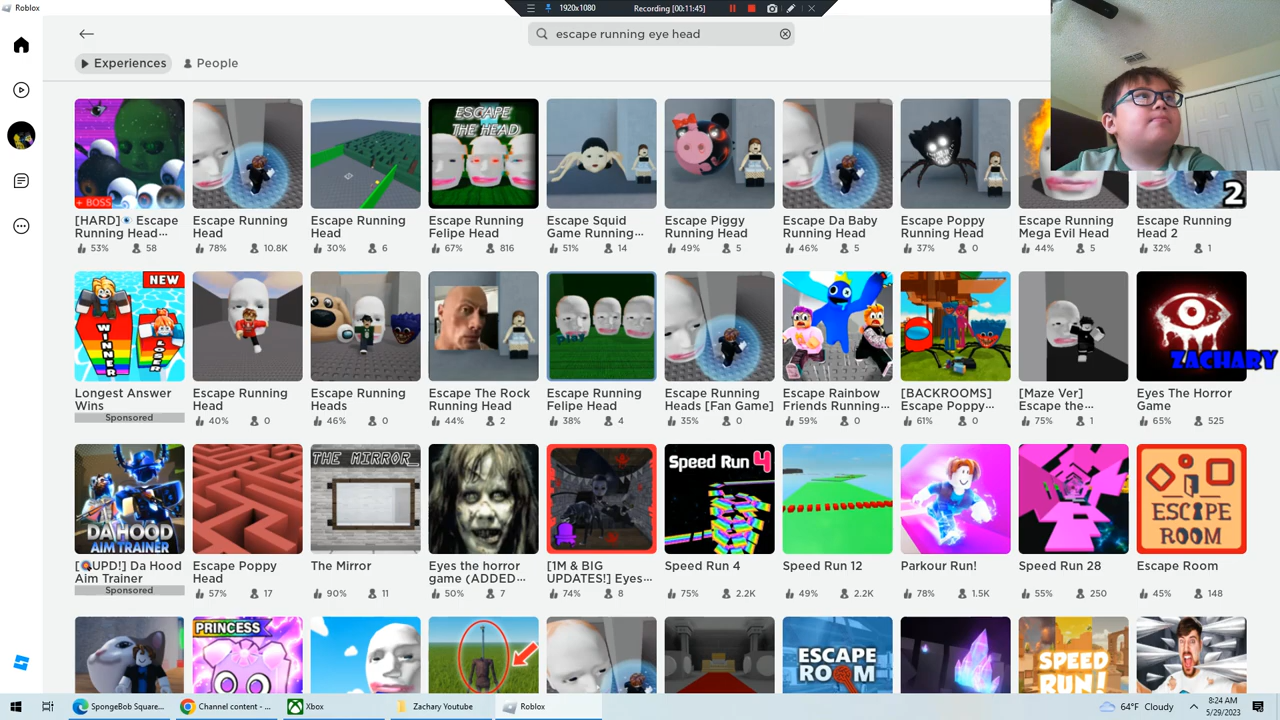 Roblox
1920x1080
Recording [00:11:45]
escape running eye head
Experiences
People
ESCAPE
THE HEAD
+ BOSS
2
[HARD] Escape Running Head...
Escape Running Head
Escape Running Head
Escape Running Felipe Head
Escape Squid Game Running...
Escape Piggy Running Head
Escape Da Baby Running Head
Escape Poppy Running Head
Escape Running Mega Evil Head
Escape Running Head 2
53% 58
78% 10.8K
30% 6
67% 816
51% 14
49% 5
46% 5
37% 0
44% 5
32% 1
NEW
WINNER
LOSER
Play
ZACHARY
Longest Answer Wins
Escape Running Head
Escape Running Heads
Escape The Rock Running Head
Escape Running Felipe Head
Escape Running Heads [Fan Game]
Escape Rainbow Friends Running...
[BACKROOMS] Escape Poppy...
[Maze Ver] Escape the...
Eyes The Horror Game
Sponsored
40% 0
46% 0
44% 2
38% 4
35% 0
59% 0
61% 0
75% 1
65% 525
DA HOOD
AIM TRAINER
THE MIRROR_
Speed Run 4
ESCAPE
ROOM
[UPD!] Da Hood Aim Trainer
Escape Poppy Head
The Mirror
Eyes the horror game (ADDED...
[1M & BIG UPDATES!] Eyes...
Speed Run 4
Speed Run 12
Parkour Run!
Speed Run 28
Escape Room
Sponsored
57% 17
90% 11
50% 7
74% 8
75% 2.2K
49% 2.2K
78% 1.5K
55% 250
45% 148
PRINCESS
ESCAPE
ROOM
SPEED
RUN!
SpongeBob Square...
Channel content - ...
Xbox
Zachary Youtube
Roblox
64°F Cloudy
8:24 AM
5/29/2023